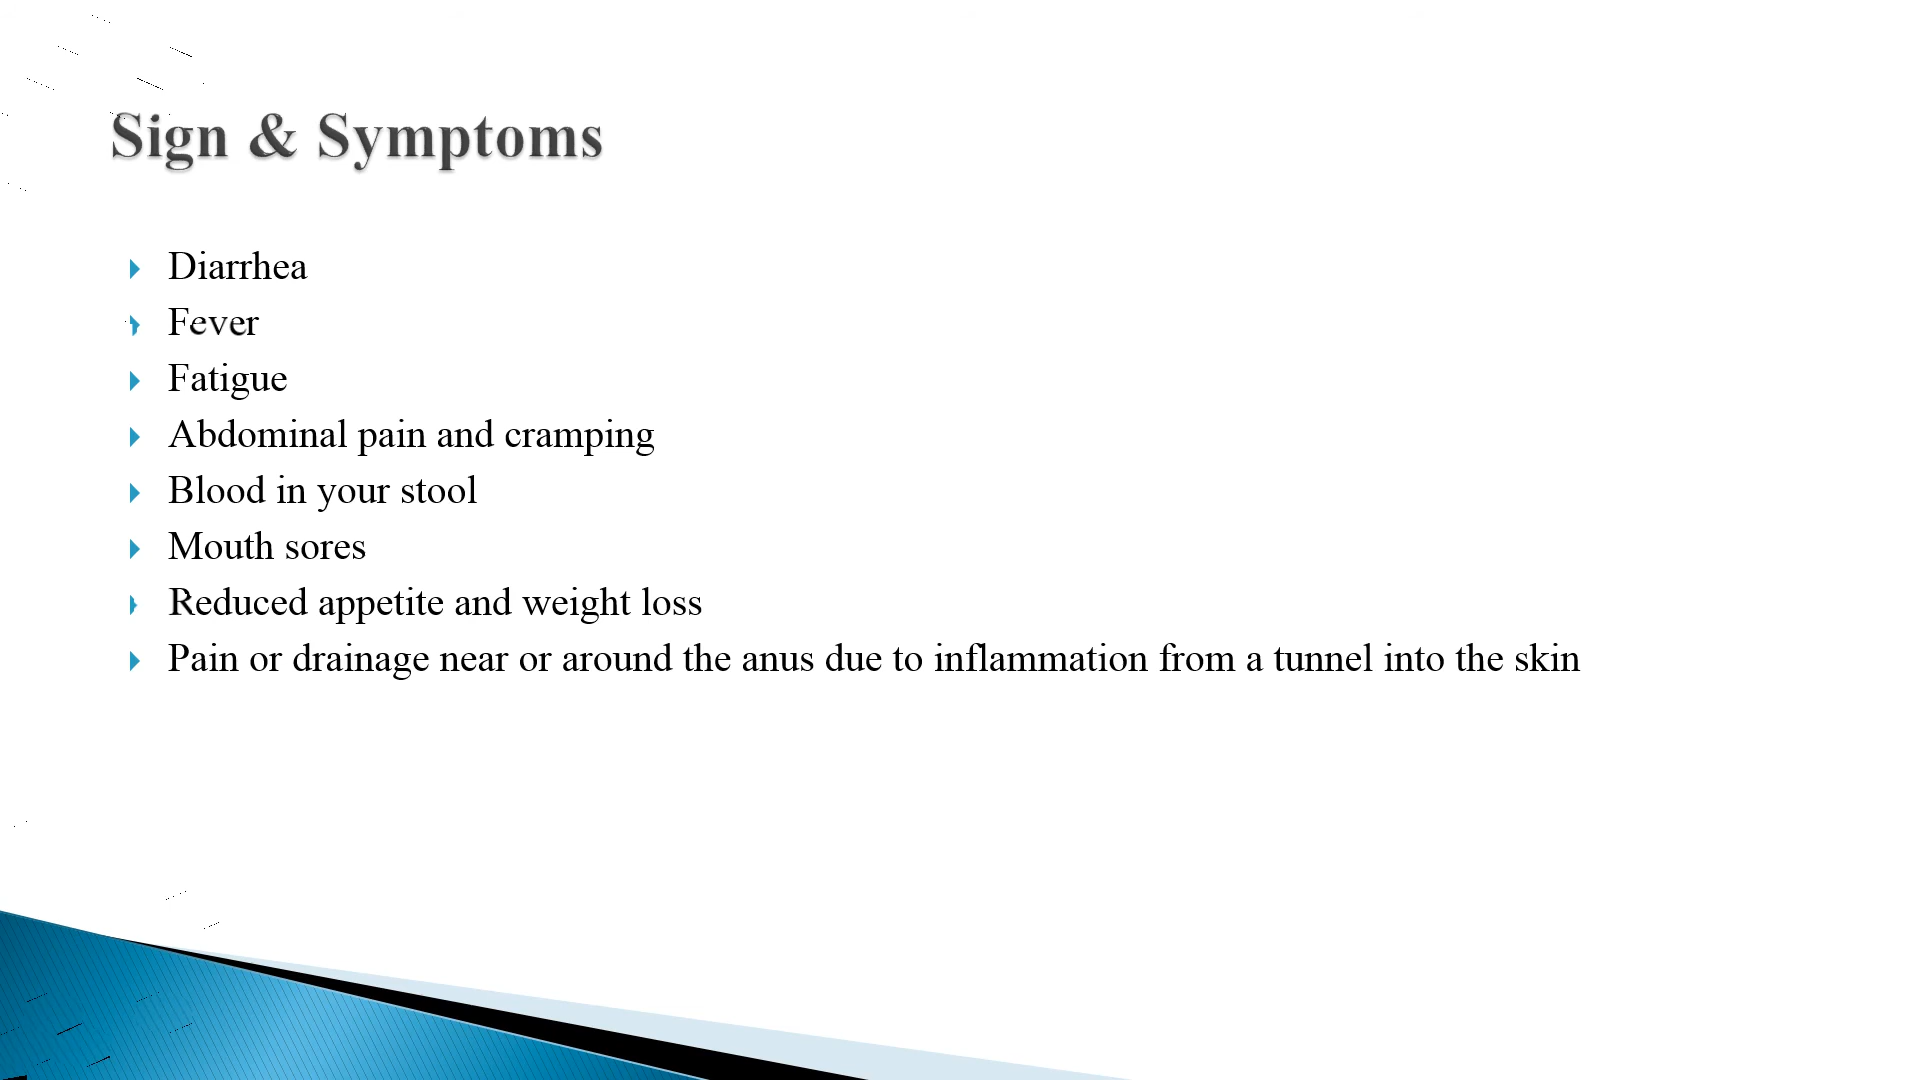 Sign & Symptoms
Diarrhea
Fever
Fatigue
Abdominal pain and cramping
Blood in your stool
Mouth sores
Reduced appetite and weight loss
Pain or drainage near or around the anus due to inflammation from a tunnel into the skin